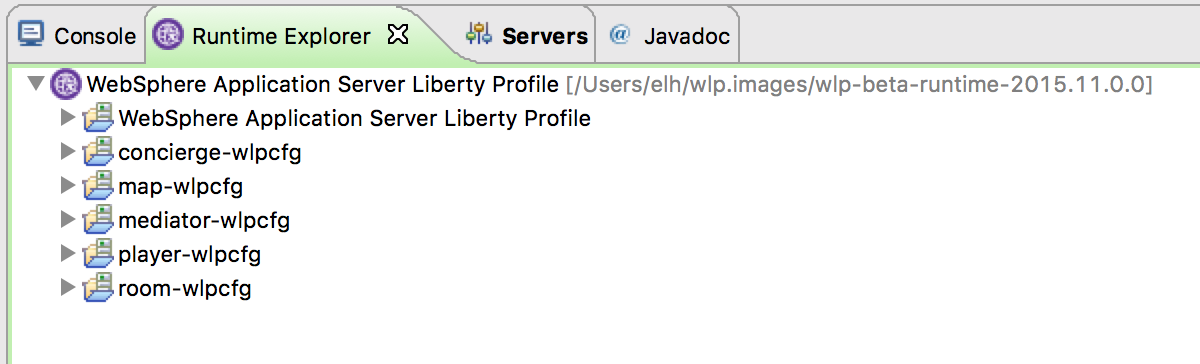 Console Runtime Explorer Servers @ Javadoc
WebSphere Application Server Liberty Profile [/Users/elh/wlp.images/wlp-beta-runtime-2015.11.0.0]
WebSphere Application Server Liberty Profile
concierge-wlpcfg
map-wlpcfg
mediator-wlpcfg
player-wlpcfg
room-wlpcfg